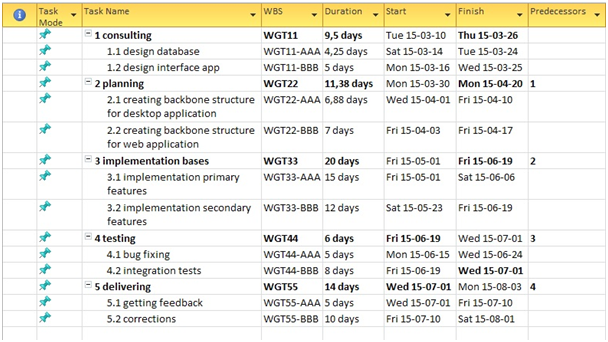 Task Mode Task Name WBS Duration Start Finish Predecessors
1 consulting WGT11 9,5 days Tue 15-03-10 Thu 15-03-26
1.1 design database WGT11-AAA 4,25 days Sat 15-03-14 Tue 15-03-24
1.2 design interface app WGT11-BBB 5 days Mon 15-03-16 Wed 15-03-25
2 planning WGT22 11,38 days Mon 15-03-30 Mon 15-04-20 1
2.1 creating backbone structure WGT22-AAA 6,88 days Wed 15-04-01 Fri 15-04-10
for desktop application
2.2 creating backbone structure WGT22-BBB 7 days Fri 15-04-03 Fri 15-04-17
for web application
3 implementation bases WGT33 20 days Fri 15-05-01 Fri 15-06-19 2
3.1 implementation primary WGT33-AAA 15 days Fri 15-05-01 Sat 15-06-06
features
3.2 implementation secondary WGT33-BBB 12 days Sat 15-05-23 Fri 15-06-19
features
4 testing WGT44 6 days Fri 15-06-19 Wed 15-07-01 3
4.1 bug fixing WGT44-AAA 5 days Mon 15-06-15 Wed 15-06-24
4.2 integration tests WGT44-BBB 8 days Fri 15-06-19 Wed 15-07-01
5 delivering WGT55 14 days Wed 15-07-01 Mon 15-08-03 4
5.1 getting feedback WGT55-AAA 5 days Wed 15-07-01 Fri 15-07-10
5.2 corrections WGT55-BBB 10 days Fri 15-07-10 Sat 15-08-01